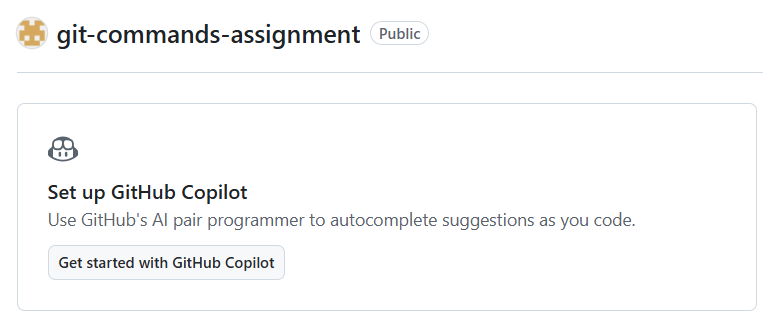 git-commands-assignment Public
Set up GitHub Copilot
Use GitHub's AI pair programmer to autocomplete suggestions as you code.
Get started with GitHub Copilot